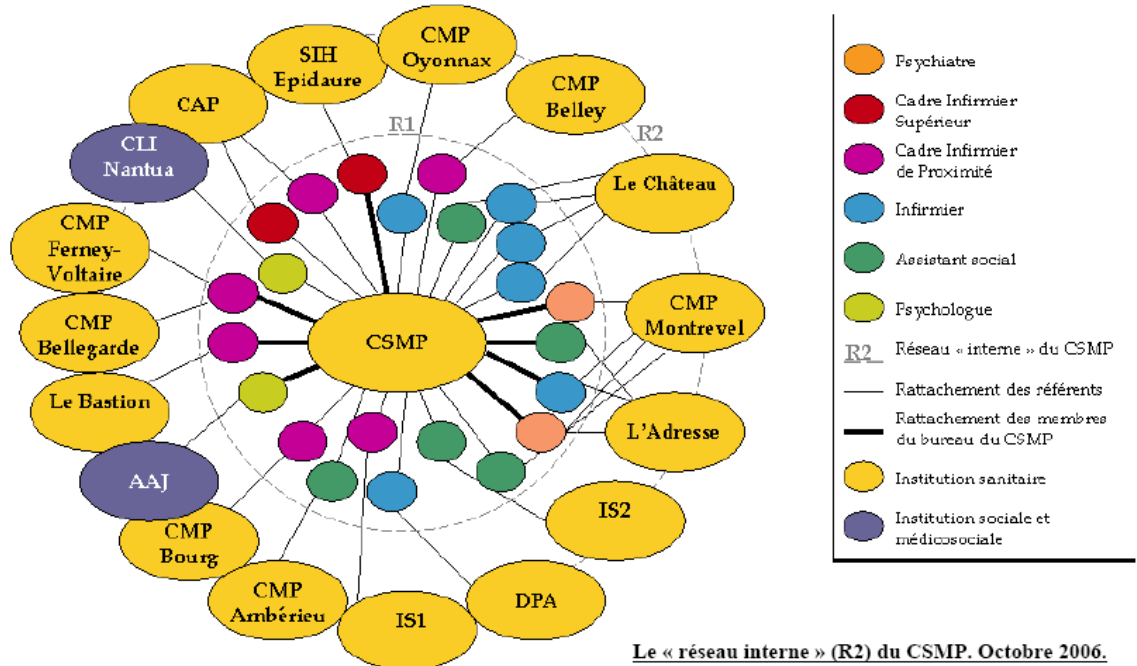 CMP
Oyonnax
SIH
Epidaure
CMP
Belley
CAP
R1
R2
CLI
Nantua
Le Château
CMP
Ferney-
Voltaire
CMP
Montrevel
CMP
Bellegarde
CSMP
Le Bastion
L'Adresse
AAJ
IS2
CMP
Bourg
CMP
Ambérieu
IS1
DPA
Psychiatre
Cadre Infirmier
Supérieur
Cadre Infirmier
de Proximité
Infirmier
Assistant social
Psychologue
R2 Réseau « interne » du CSMP
Rattachement des référents
Rattachement des membres
du bureau du CSMP
Institution sanitaire
Institution sociale et
médicosociale
Le « réseau interne » (R2) du CSMP. Octobre 2006.